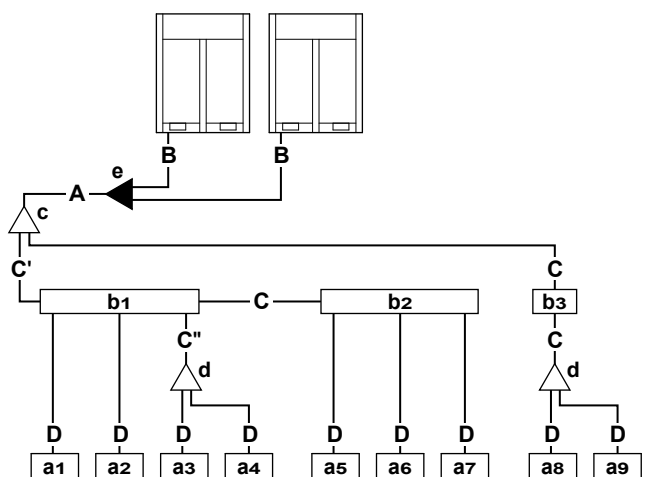 B B
e
A
c
C' C
b1 C b2 b3
C" C
d d
D D D D D D D D D
a1 a2 a3 a4 a5 a6 a7 a8 a9